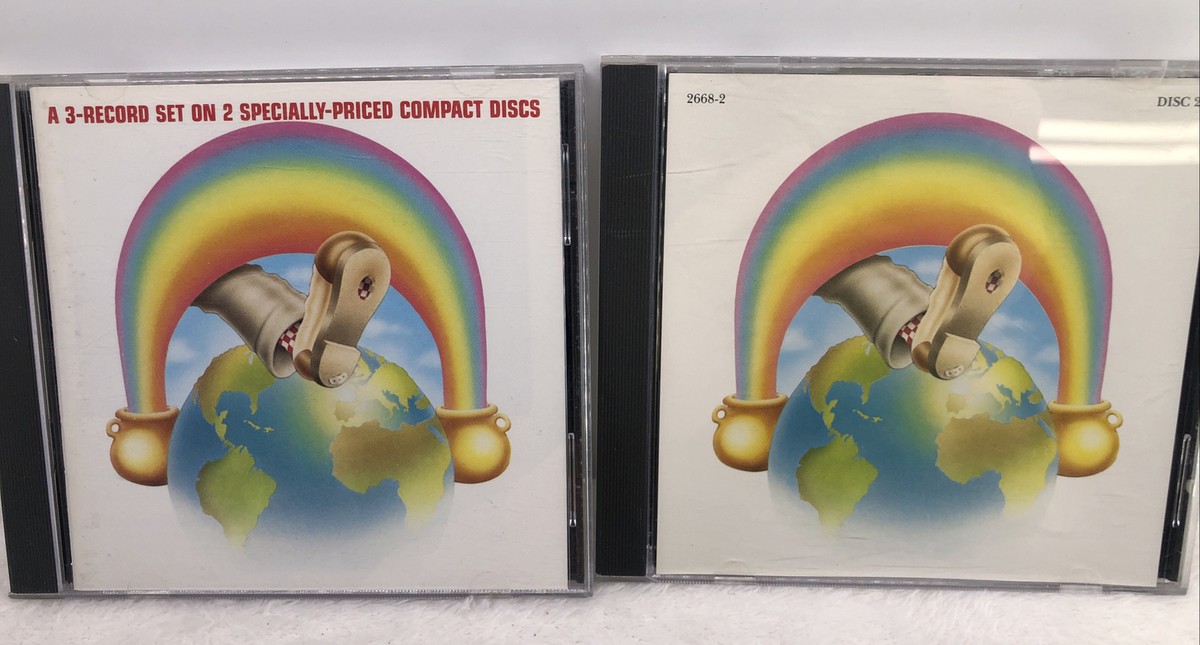 A 3-RECORD SET ON 2 SPECIALLY-PRICED COMPACT DISCS
2668-2
DISC 2